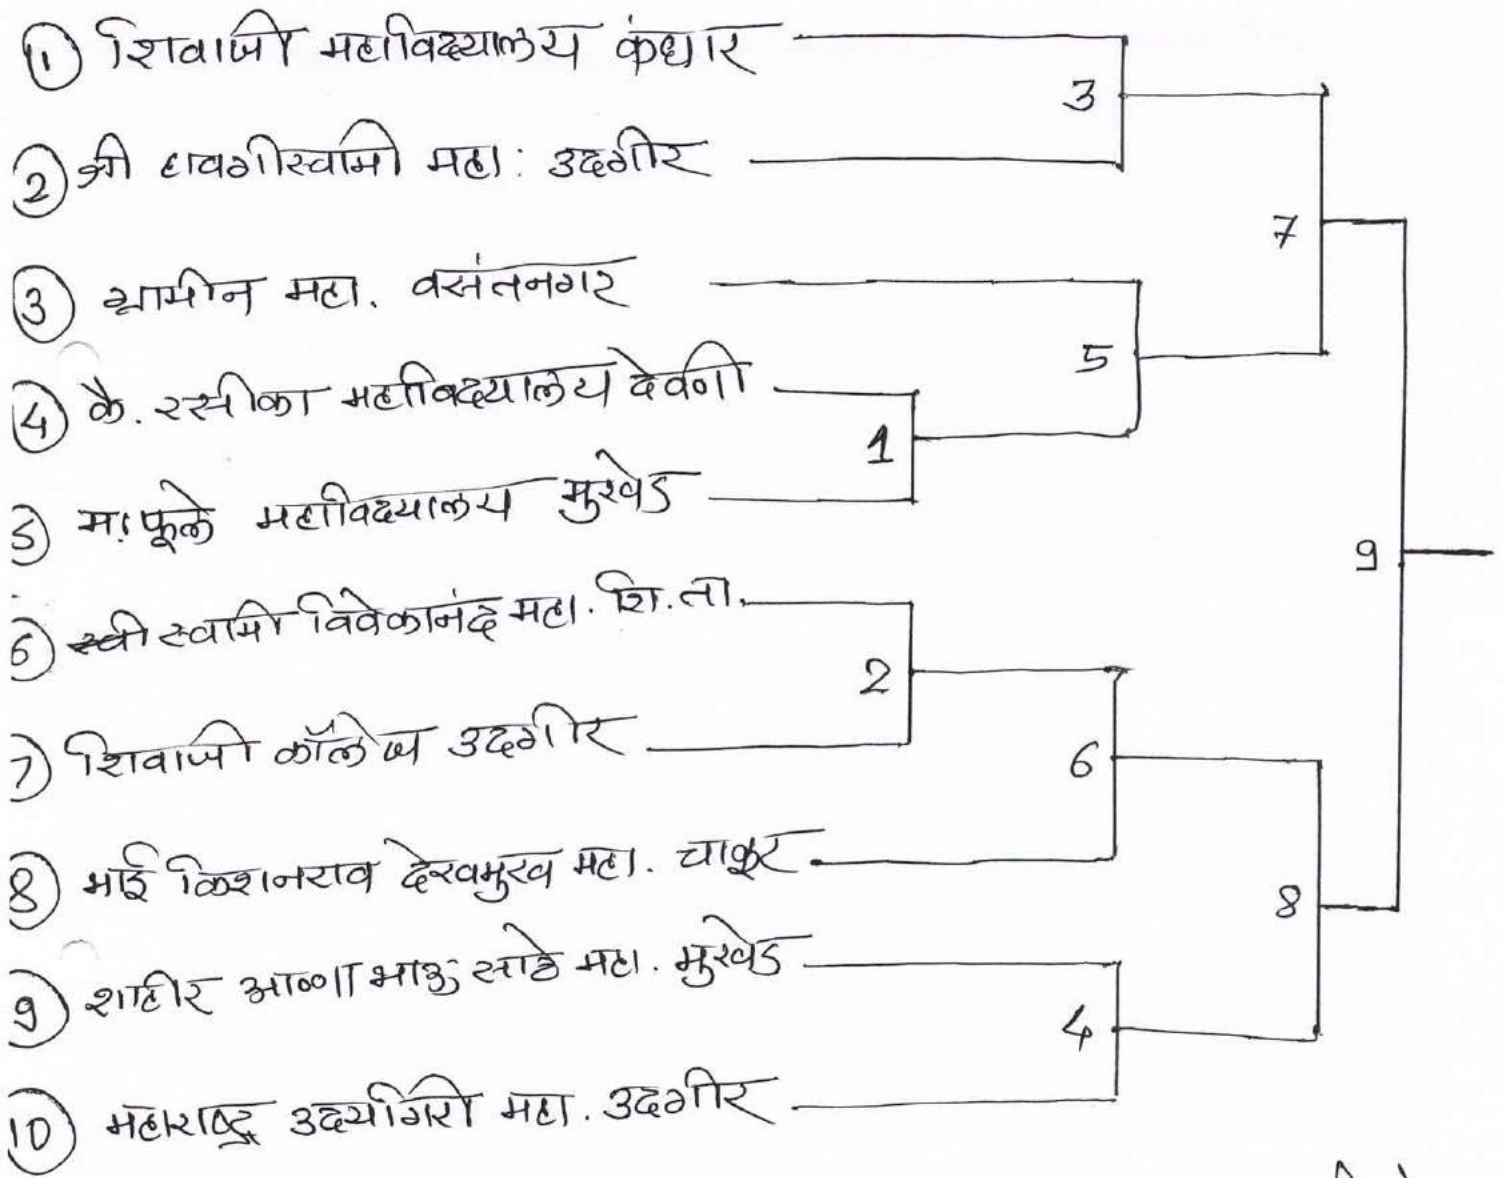 ① शिवाजी महाविद्यालय कंधार
② श्री हावगीस्वामी महा: उदगीर
③ ग्रामीन महा. वसंतनगर
④ कै. रसीका महाविद्यालय देवणी
5) म. फूले महाविद्यालय मुखेड
6) स्वामी विवेकानंद महा. शि. ता.
7) शिवाजी कॉलेज उदगीर
8) भाई किशनराव देखमुख महा. चाकूर
9) शाहीर आण्णा भाऊ साठे महा. मुखेड
10) महाराष्ट्र उदयगिरी महा. उदगीर
3
7
5
1
9
2
6
8
4